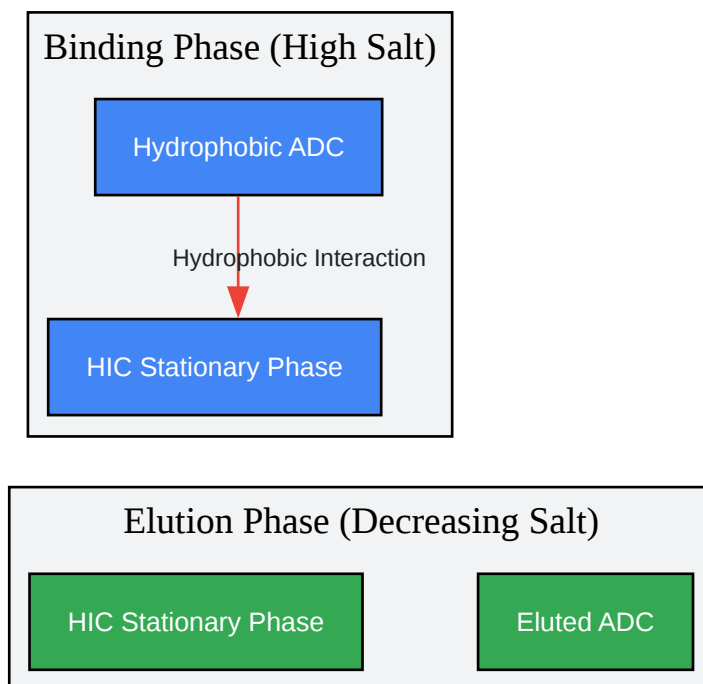 Binding Phase (High Salt)
Hydrophobic ADC
Hydrophobic Interaction
HIC Stationary Phase
Elution Phase (Decreasing Salt)
HIC Stationary Phase
Eluted ADC